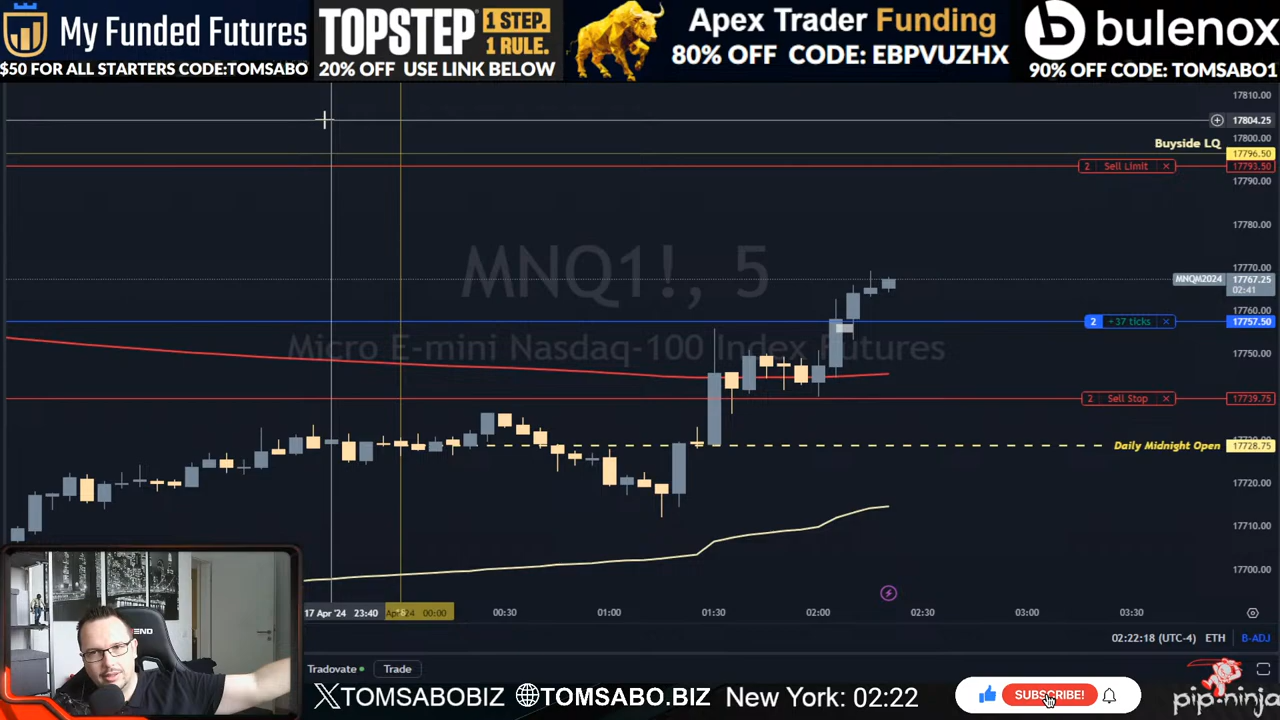 My Funded Futures
$50 FOR ALL STARTERS CODE:TOMSABO
TOPSTEP
1 STEP.
1 RULE.
20% OFF USE LINK BELOW
Apex Trader Funding
80% OFF CODE: EBPVUZHX
bulenox
90% OFF CODE: TOMSABO1
17810.00
17804.25
17800.00
Buyside LQ
17796.50
2 Sell Limit × 17793.50
17790.00
17780.00
MNQ1!, 5
17770.00
MNQM2024 17767.25
02:41
17760.00
2 +37 ticks × 17757.50
Micro E-mini Nasdaq-100 Index Futures
17750.00
2 Sell Stop × 17739.75
Daily Midnight Open 17728.75
17720.00
17710.00
17700.00
17 Apr '24 23:40
00:00
00:30
01:00
01:30
02:00
02:30
03:00
03:30
02:22:18 (UTC-4) ETH B-ADJ
Tradovate
Trade
XTOMSABOBIZ
TOMSABO.BIZ
New York: 02:22
SUBSCRIBE!
pip.ninja